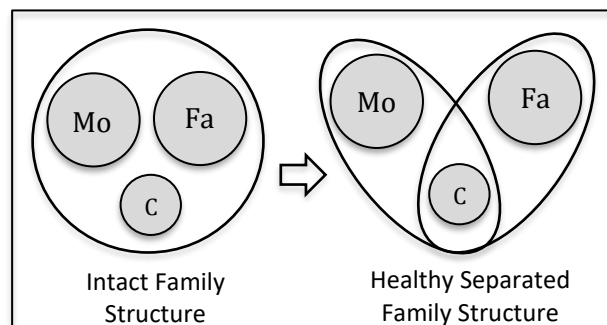 Mo
Fa
C
Intact Family
Structure
Mo
Fa
C
Healthy Separated
Family Structure